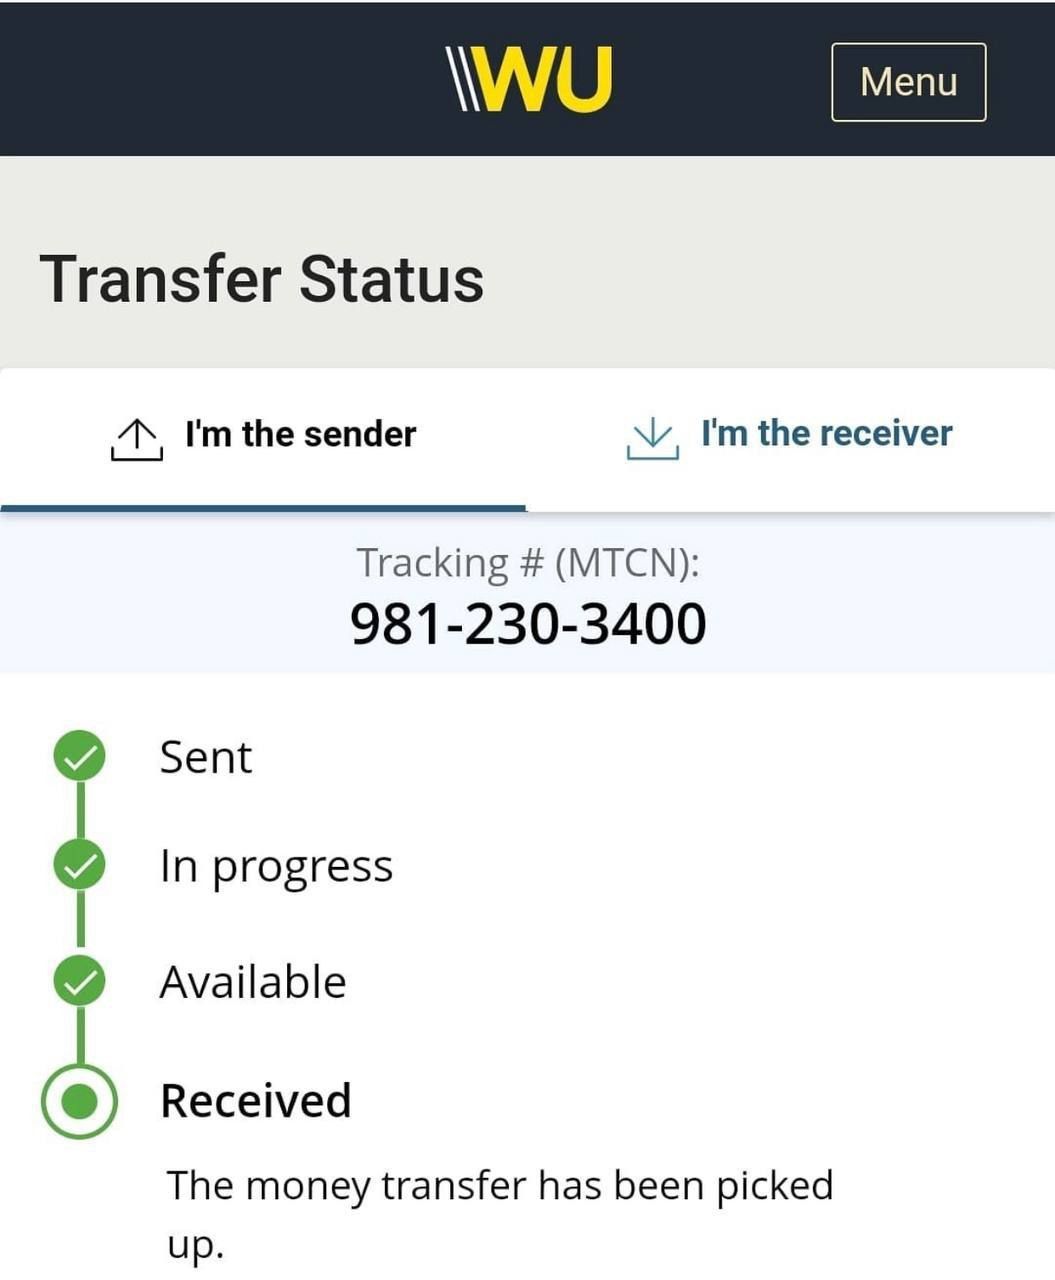 WU
Menu
Transfer Status
I'm the sender
I'm the receiver
Tracking # (MTCN):
981-230-3400
Sent
In progress
Available
Received
The money transfer has been picked
up.